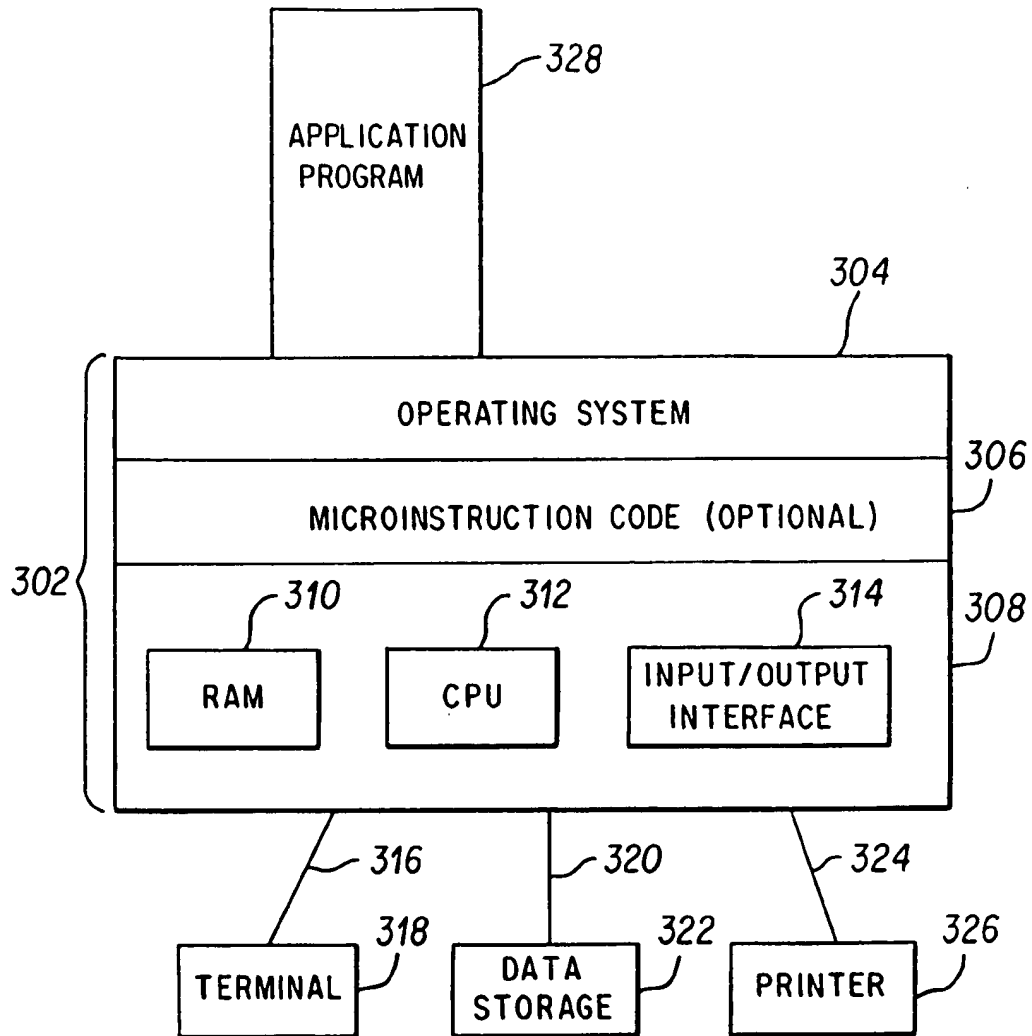 328
APPLICATION
PROGRAM
304
OPERATING SYSTEM
306
MICROINSTRUCTION CODE (OPTIONAL)
302
310
312
314
308
RAM
CPU
INPUT/OUTPUT
INTERFACE
316
320
324
318
322
326
TERMINAL
DATA
STORAGE
PRINTER